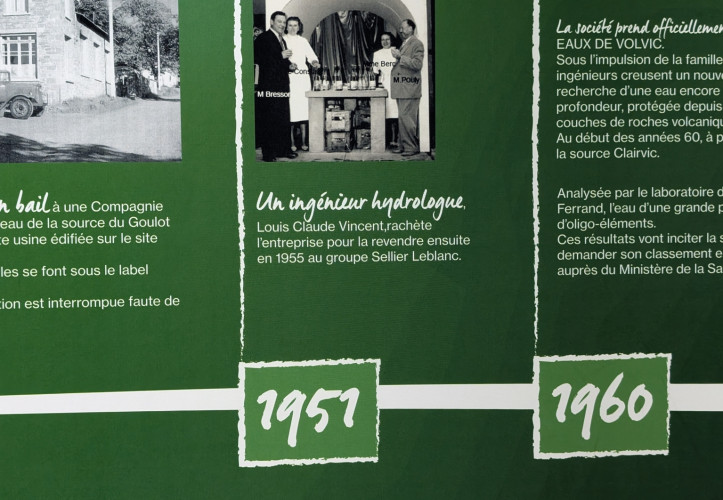 n bail à une Compagnie
eau de la source du Goulot
te usine édifiée sur le site
les se font sous le label
tion est interrompue faute de
M Bresson
M.Pouly
Un ingénieur hydrologue,
Louis Claude Vincent,rachète
l'entreprise pour la revendre ensuite
en 1955 au groupe Sellier Leblanc.
1951
La société prend officiellemen
EAUX DE VOLVIC.
Sous l'impulsion de la famille
ingénieurs creusent un nouve
recherche d'une eau encore
profondeur, protégée depuis
couches de roches volcaniqu
Au début des années 60, à p
la source Clairvic.
Analysée par le laboratoire d
Ferrand, l'eau d'une grande p
d'oligo-éléments.
Ces résultats vont inciter la s
demander son classement e
auprès du Ministère de la Sa
1960